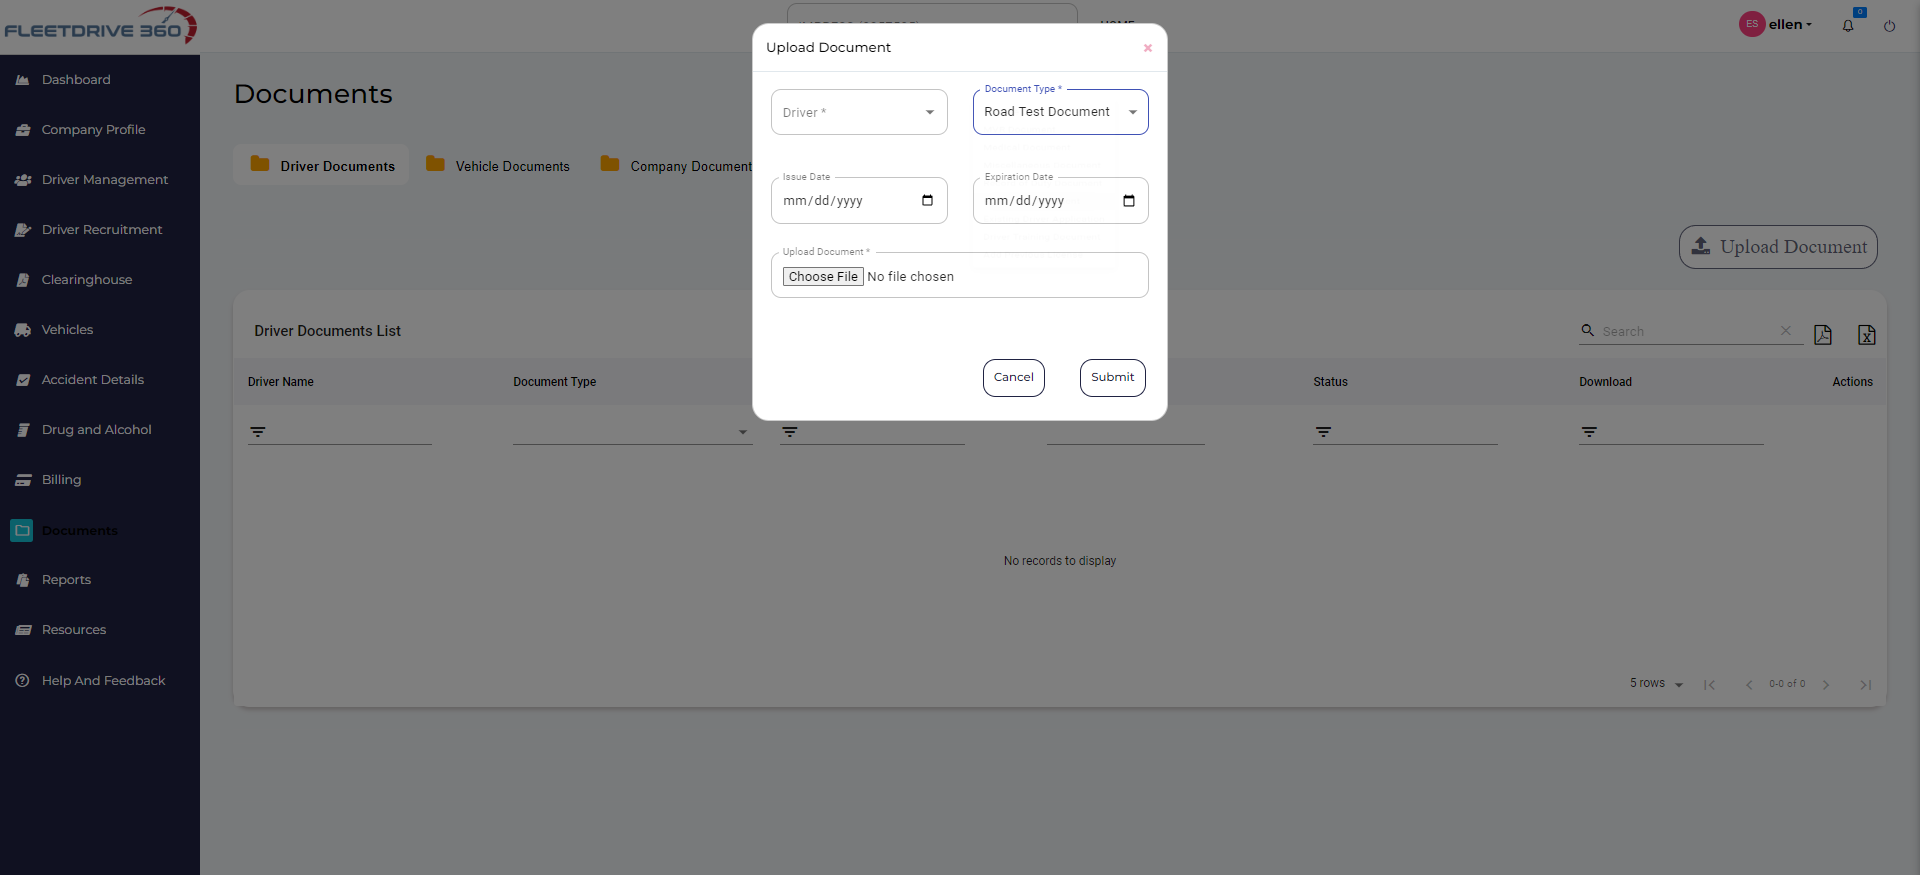 FLEETDRIVE 360
HOME
ES ellen
0
Dashboard
Company Profile
Driver Management
Driver Recruitment
Clearinghouse
Vehicles
Accident Details
Drug and Alcohol
Billing
Documents
Reports
Resources
Help And Feedback
Documents
Driver Documents
Vehicle Documents
Company Document
Upload Document
Upload Document
×
Driver *
Document Type *
Road Test Document
Issue Date
mm/dd/yyyy
Expiration Date
mm/dd/yyyy
Upload Document *
Choose File No file chosen
Cancel
Submit
Driver Documents List
Search
Driver Name
Document Type
Status
Download
Actions
No records to display
5 rows
0-0 of 0